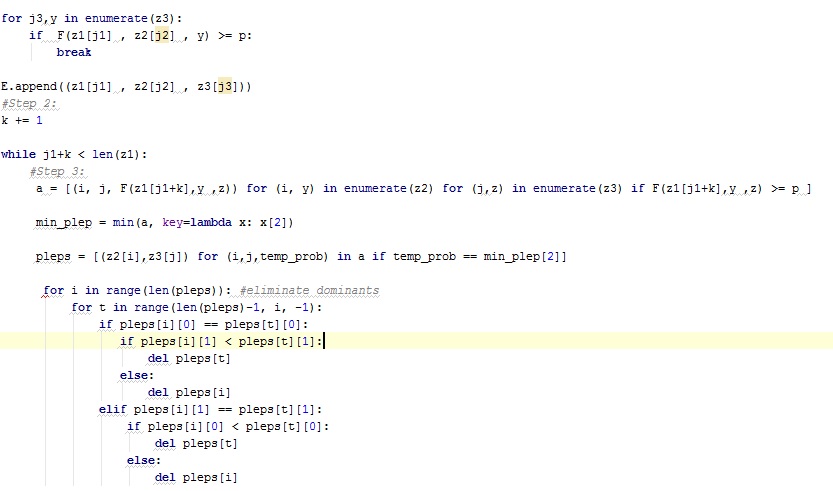 for j3,y in enumerate(z3):
    if  F(z1[j1] , z2[j2] , y) >= p:
        break

E.append((z1[j1] , z2[j2] , z3[j3]))
#Step 2:
k += 1

while j1+k < len(z1):
    #Step 3:
     a = [(i, j, F(z1[j1+k],y ,z)) for (i, y) in enumerate(z2) for (j,z) in enumerate(z3) if F(z1[j1+k],y ,z) >= p ]

     min_plep = min(a, key=lambda x: x[2])

     pleps = [(z2[i],z3[j]) for (i,j,temp_prob) in a if temp_prob == min_plep[2]]

      for i in range(len(pleps)): #eliminate dominants
          for t in range(len(pleps)-1, i, -1):
              if pleps[i][0] == pleps[t][0]:
                 if pleps[i][1] < pleps[t][1]:
                     del pleps[t]
                 else:
                     del pleps[i]
              elif pleps[i][1] == pleps[t][1]:
                  if pleps[i][0] < pleps[t][0]:
                      del pleps[t]
                  else:
                      del pleps[i]